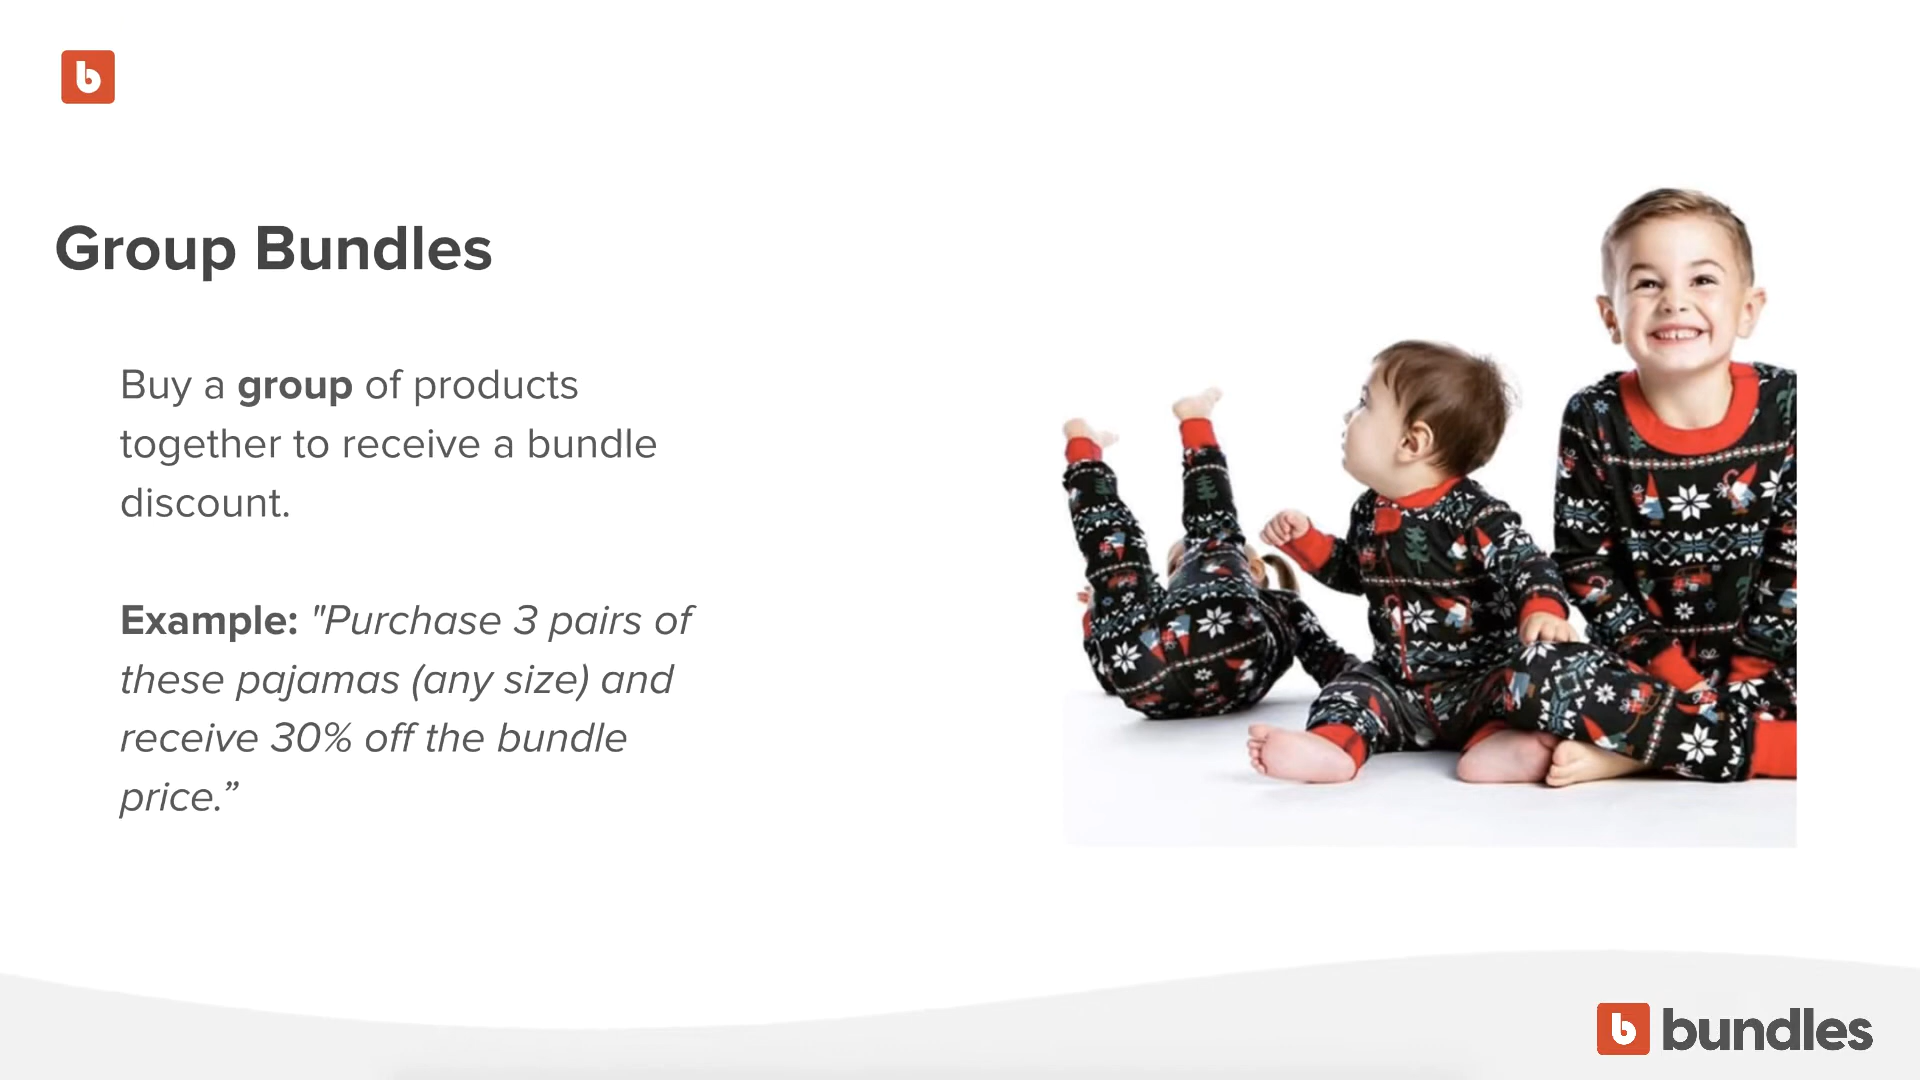 b
Group Bundles
Buy a group of products
together to receive a bundle
discount.
Example: "Purchase 3 pairs of
these pajamas (any size) and
receive 30% off the bundle
price.”
b bundles